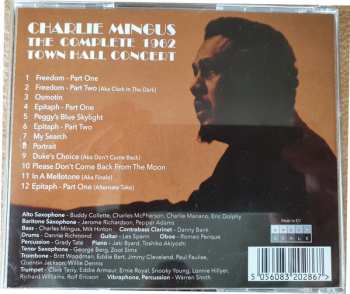 CHARLIE MINGUS
THE COMPLETE 1962
TOWN HALL CONCERT
1 Freedom - Part One
2 Freedom - Part Two (Aka Clark In The Dark)
3 Osmotin
4 Epitaph - Part One
5 Peggy's Blue Skylight
6 Epitaph - Part Two
7 My Search
8 Portrait
9 Duke's Choice (Aka Don't Come Back)
10 Please Don't Come Back From The Moon
11 In A Mellotone (Aka Finale)
12 Epitaph - Part One (Alternate Take)
Alto Saxophone - Buddy Collette, Charles McPherson, Charlie Mariano, Eric Dolphy
Baritone Saxophone - Jerome Richardson, Pepper Adams
Bass - Charles Mingus, Milt Hinton Contrabass Clarinet - Danny Bank
Drums - Dannie Richmond Guitar - Les Spann Oboe - Romeo Penque
Percussion - Grady Tate Piano - Jaki Byard, Toshiko Akiyoshi
Tenor Saxophone - George Berg, Zoot Sims
Trombone - Britt Woodman, Eddie Bert, Jimmy Cleveland, Paul Faulise,
Quentin Jackson, Willie Dennis
Trumpet - Clark Terry, Eddie Armour, Ernie Royal, Snooky Young, Lonnie Hillyer,
Richard Williams, Rolf Ericson Vibraphone, Percussion - Warren Smith
Made in EU
5 036083 202867